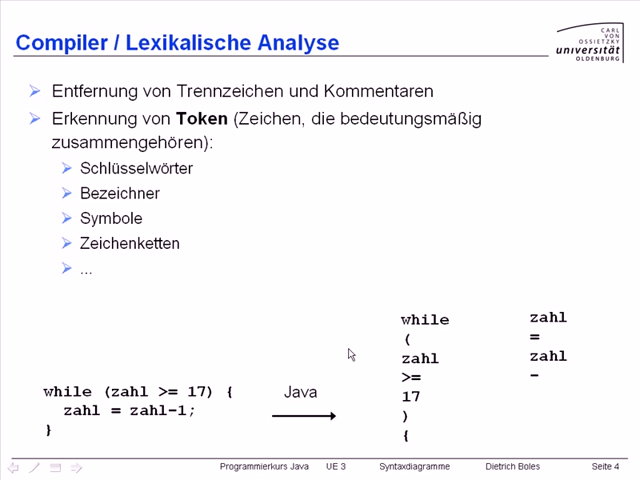 Compiler / Lexikalische Analyse
CARL
VON
OSSIETZKY
universität
OLDENBURG
Entfernung von Trennzeichen und Kommentaren
Erkennung von Token (Zeichen, die bedeutungsmäßig
zusammengehören):
Schlüsselwörter
Bezeichner
Symbole
Zeichenketten
...
while (zahl >= 17) {
zahl = zahl-1;
}
Java
while
(
zahl
>=
17
)
{
zahl
=
zahl
-
Programmierkurs Java UE 3 Syntaxdiagramme Dietrich Boles Seite 4